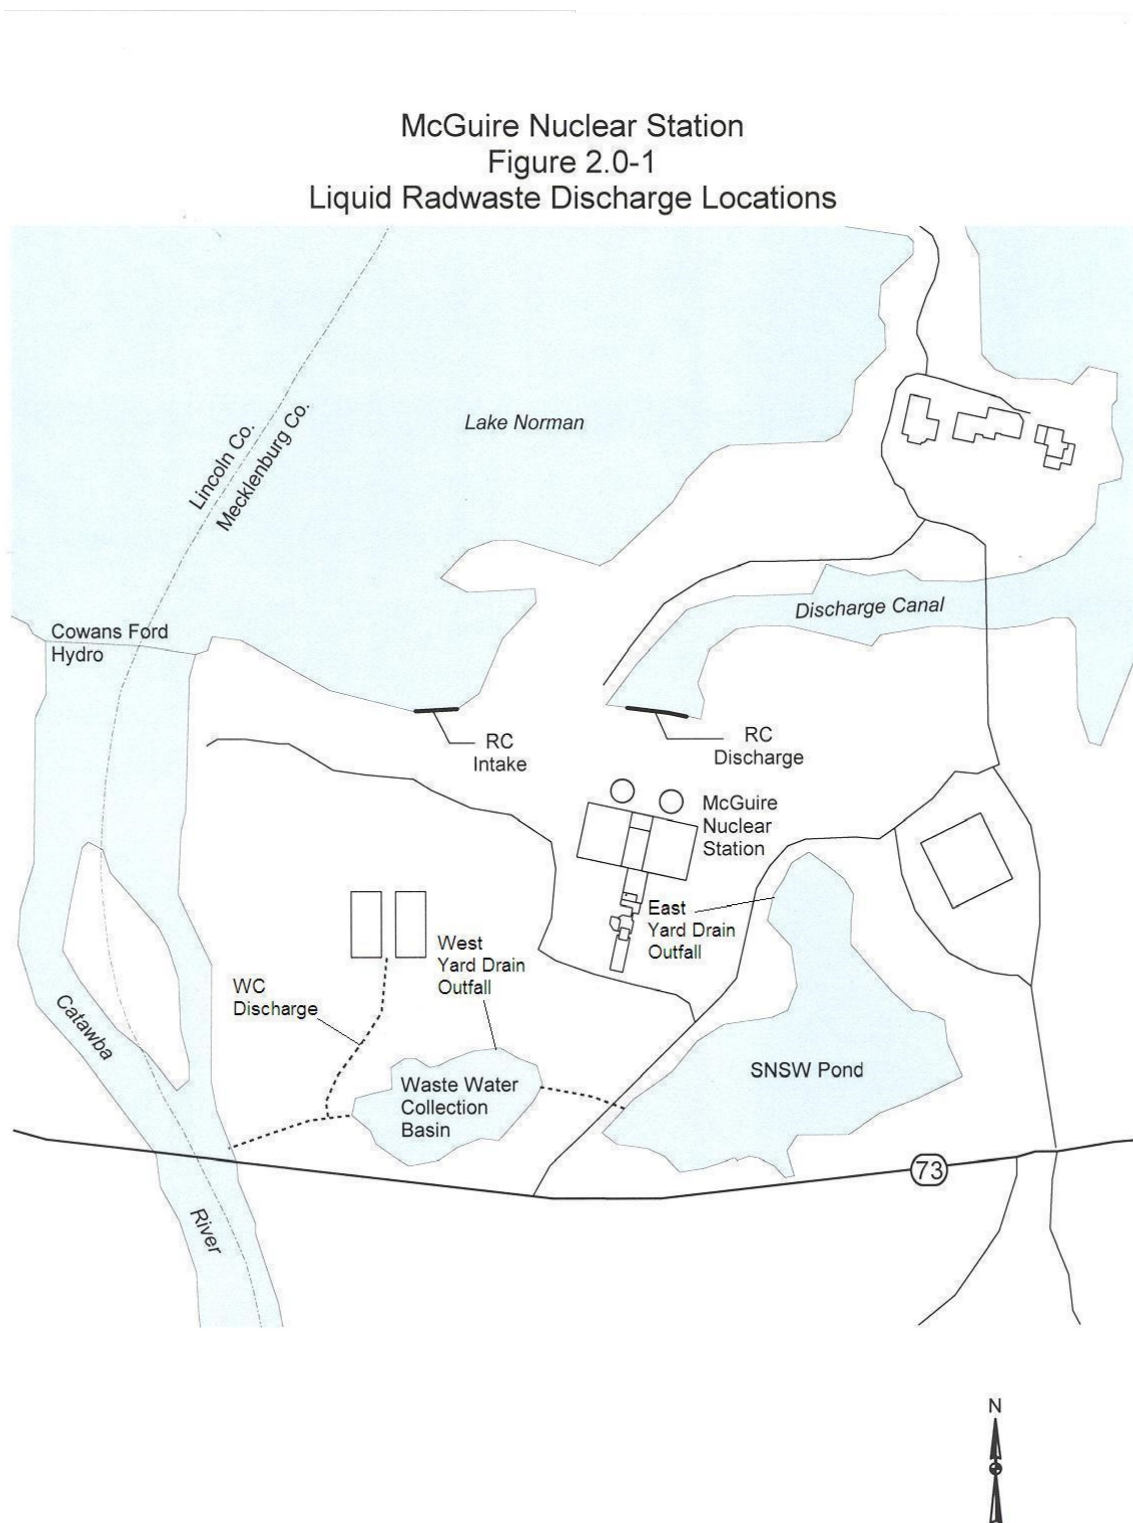 McGuire Nuclear Station
Figure 2.0-1
Liquid Radwaste Discharge Locations
Lake Norman
Lincoln Co.
Mecklenburg Co.
Discharge Canal
Cowans Ford
Hydro
RC
Intake
RC
Discharge
McGuire
Nuclear
Station
East
Yard Drain
Outfall
West
Yard Drain
Outfall
WC
Discharge
Catawba
River
Waste Water
Collection
Basin
SNSW Pond
73
N